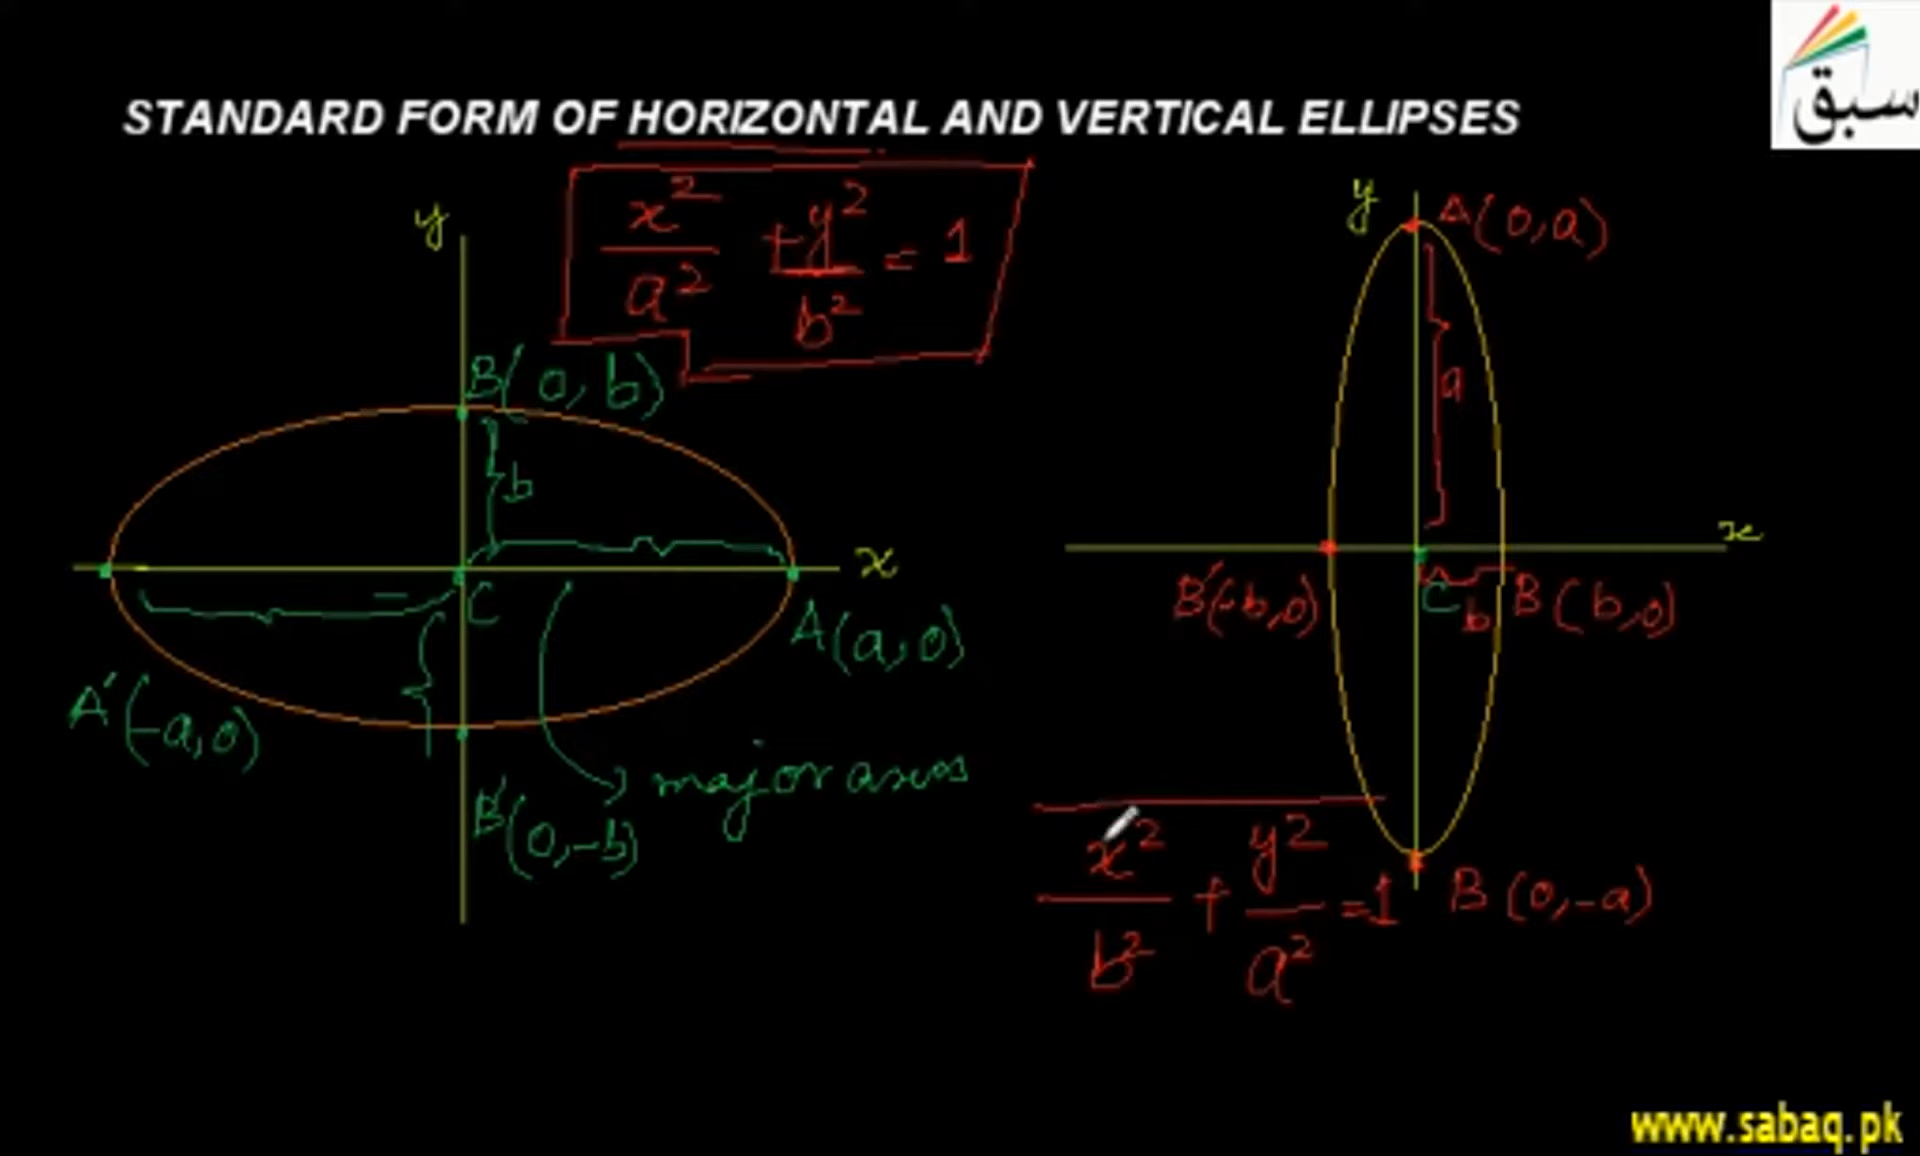 سبق
STANDARD FORM OF HORIZONTAL AND VERTICAL ELLIPSES
x²/a² + y²/b² = 1
y
B(0, b)
b
x
C
A(a, 0)
A′(-a, 0)
major axis
B′(0, -b)
y
A(0, a)
a
x
B′(-b, 0)
C
b
B(b, 0)
x²/b² + y²/a² = 1
B(0, -a)
www.sabaq.pk